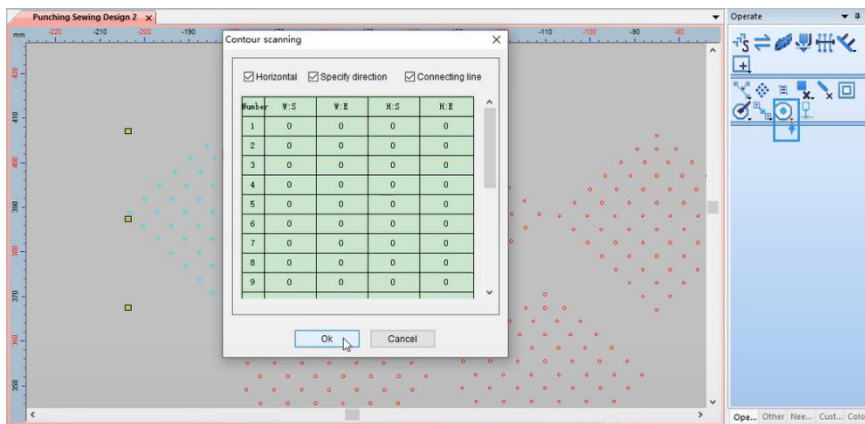 Punching Sewing Design 2
x
Operate
mm
-220
-210
-200
-190
-110
-100
-90
-80
420
410
400
390
380
370
360
350
Contour scanning
Horizontal Specify direction Connecting line
Number W:S W:E H:S H:E
1 0 0 0 0
2 0 0 0 0
3 0 0 0 0
4 0 0 0 0
5 0 0 0 0
6 0 0 0 0
7 0 0 0 0
8 0 0 0 0
9 0 0 0 0
Ok Cancel
Ope... Other Nee... Cust... Colo